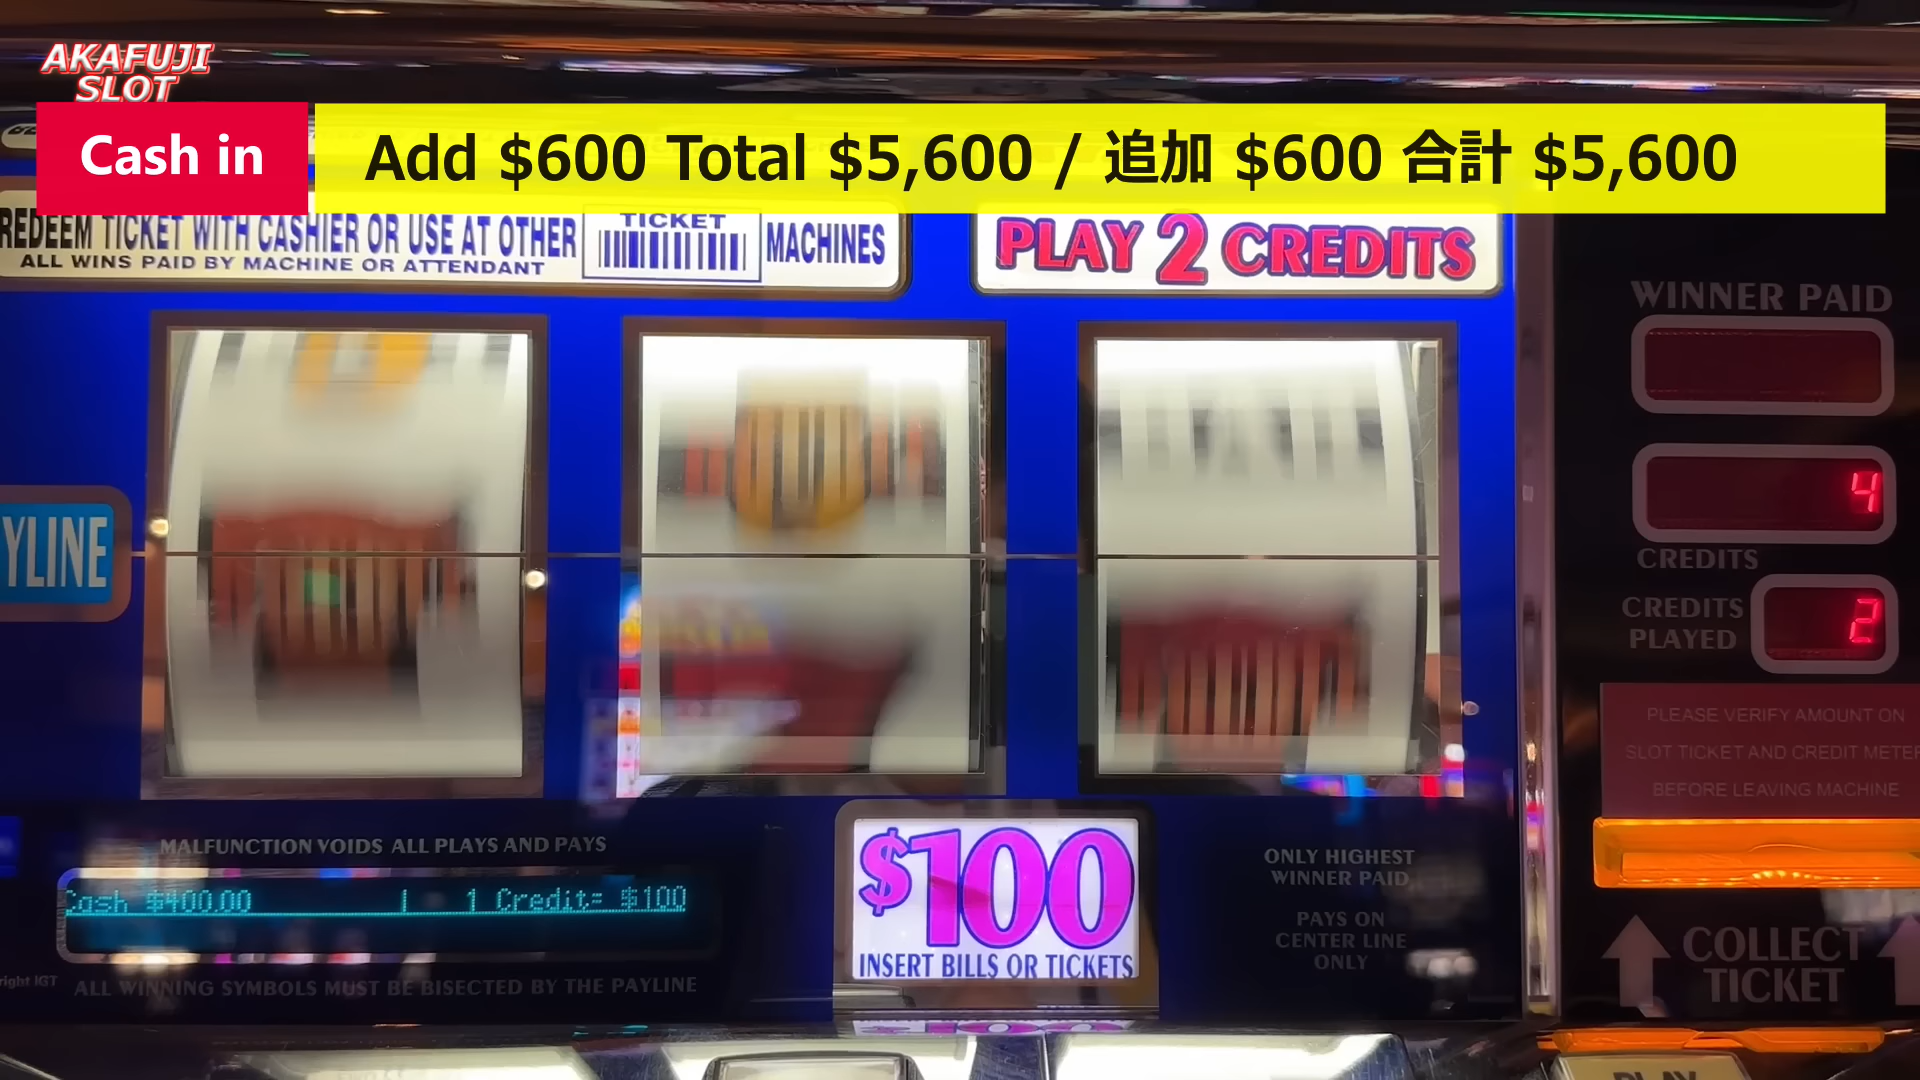 AKAFUJI
SLOT
Cash in
Add $600 Total $5,600 / 追加 $600 合計 $5,600
REDEEM TICKET WITH CASHIER OR USE AT OTHER
TICKET
MACHINES
ALL WINS PAID BY MACHINE OR ATTENDANT
PLAY 2 CREDITS
WINNER PAID
4
CREDITS
CREDITS
PLAYED
2
YLINE
PLEASE VERIFY AMOUNT ON
SLOT TICKET AND CREDIT METER
BEFORE LEAVING MACHINE
MALFUNCTION VOIDS ALL PLAYS AND PAYS
Cash $400.00 | 1 Credit= $100
right IGT
ALL WINNING SYMBOLS MUST BE BISECTED BY THE PAYLINE
$100
INSERT BILLS OR TICKETS
ONLY HIGHEST
WINNER PAID
PAYS ON
CENTER LINE
ONLY
COLLECT
TICKET
PLAY